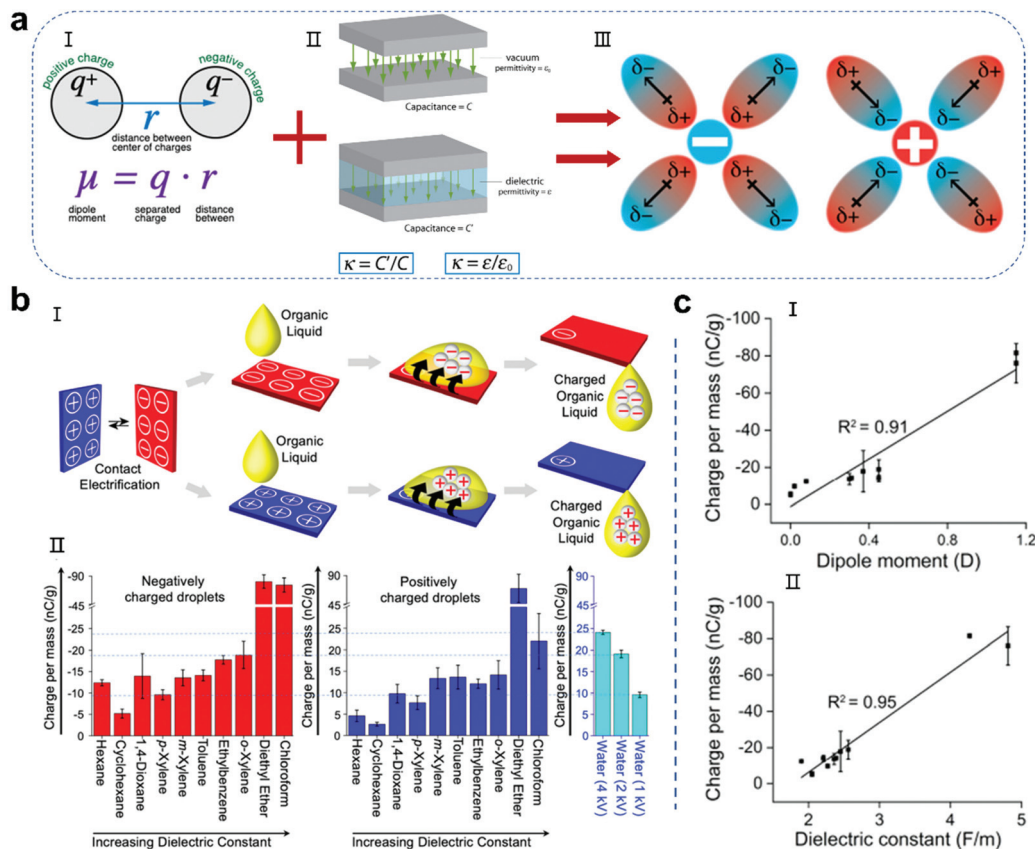 a
I
positive charge
negative charge
q+
q−
r
distance between
center of charges
μ = q · r
dipole
moment
separated
charge
distance
between
II
vacuum
permittivity = ε₀
Capacitance = C
dielectric
permittivity = ε
Capacitance = C'
κ = C'/C
κ = ε/ε₀
III
δ−
δ−
δ+
δ+
−
δ+
δ+
δ−
δ−
δ+
δ+
δ−
δ−
+
δ−
δ−
δ+
δ+
b
I
Organic
Liquid
Charged
Organic
Liquid
Contact
Electrification
Organic
Liquid
Charged
Organic
Liquid
II
Charge per mass (nC/g)
-90
-45
-25
-20
-15
-10
-5
0
Negatively
charged droplets
Hexane
Cyclohexane
1,4-Dioxane
p-Xylene
m-Xylene
Toluene
Ethylbenzene
o-Xylene
Diethyl Ether
Chloroform
Increasing Dielectric Constant
Charge per mass (nC/g)
90
45
25
20
15
10
5
0
Positively
charged droplets
Hexane
Cyclohexane
1,4-Dioxane
p-Xylene
m-Xylene
Toluene
Ethylbenzene
o-Xylene
Diethyl Ether
Chloroform
Increasing Dielectric Constant
Charge per mass (nC/g)
90
45
25
20
15
10
5
0
Water (4 kV)
Water (2 kV)
Water (1 kV)
c
I
Charge per mass (nC/g)
-100
-80
-60
-40
-20
0
R² = 0.91
0.0
0.4
0.8
1.2
Dipole moment (D)
II
Charge per mass (nC/g)
-100
-80
-60
-40
-20
0
R² = 0.95
2
3
4
5
Dielectric constant (F/m)